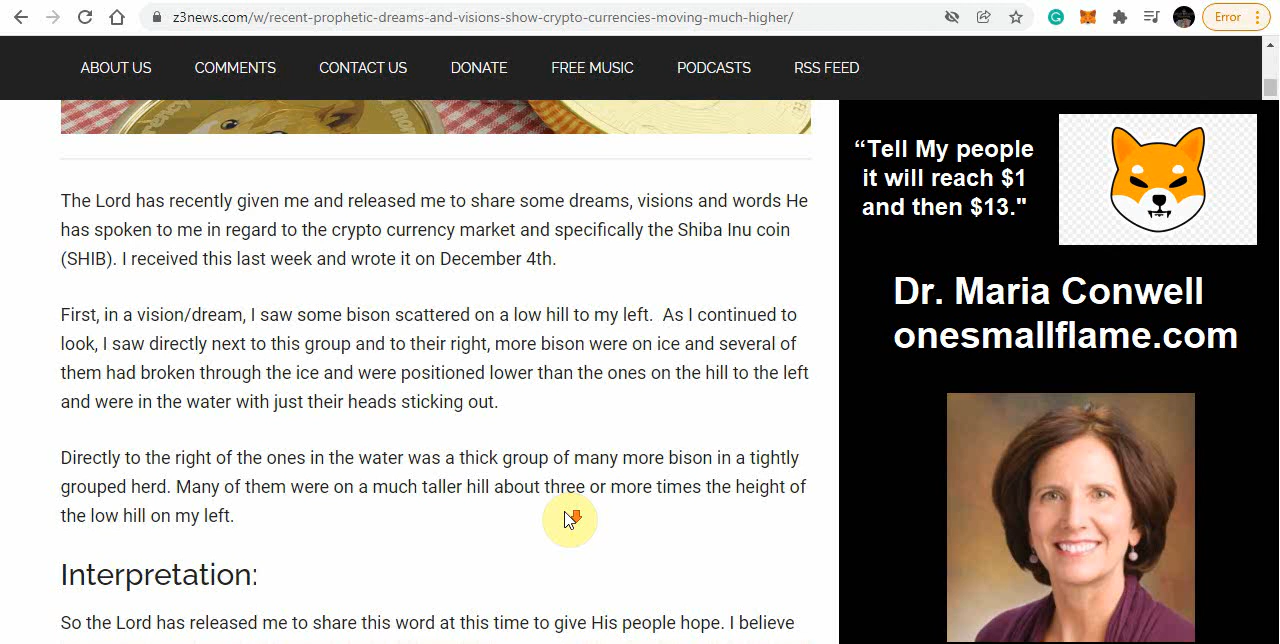 z3news.com/w/recent-prophetic-dreams-and-visions-show-crypto-currencies-moving-much-higher/
Error
ABOUT US COMMENTS CONTACT US DONATE FREE MUSIC PODCASTS RSS FEED
The Lord has recently given me and released me to share some dreams, visions and words He
has spoken to me in regard to the crypto currency market and specifically the Shiba Inu coin
(SHIB). I received this last week and wrote it on December 4th.
First, in a vision/dream, I saw some bison scattered on a low hill to my left.  As I continued to
look, I saw directly next to this group and to their right, more bison were on ice and several of
them had broken through the ice and were positioned lower than the ones on the hill to the left
and were in the water with just their heads sticking out.
Directly to the right of the ones in the water was a thick group of many more bison in a tightly
grouped herd. Many of them were on a much taller hill about three or more times the height of
the low hill on my left.
Interpretation:
So the Lord has released me to share this word at this time to give His people hope. I believe
“Tell My people
it will reach $1
and then $13."
Dr. Maria Conwell
onesmallflame.com